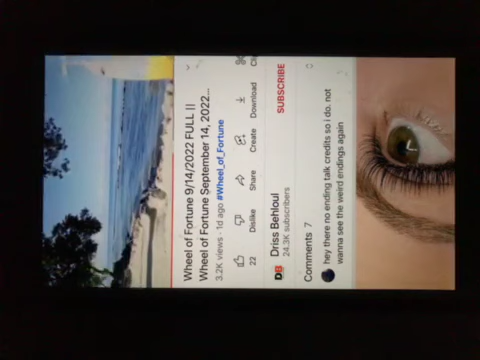 Wheel of Fortune 9/14/2022 FULL ||
Wheel of Fortune September 14, 2022...
3.2K views · 1d ago #Wheel_of_Fortune
22 Dislike Share Create Download
DB Driss Behloul SUBSCRIBE
24.3K subscribers
Comments 7
hey there no ending talk credits so i do. not
wanna see the weird endings again